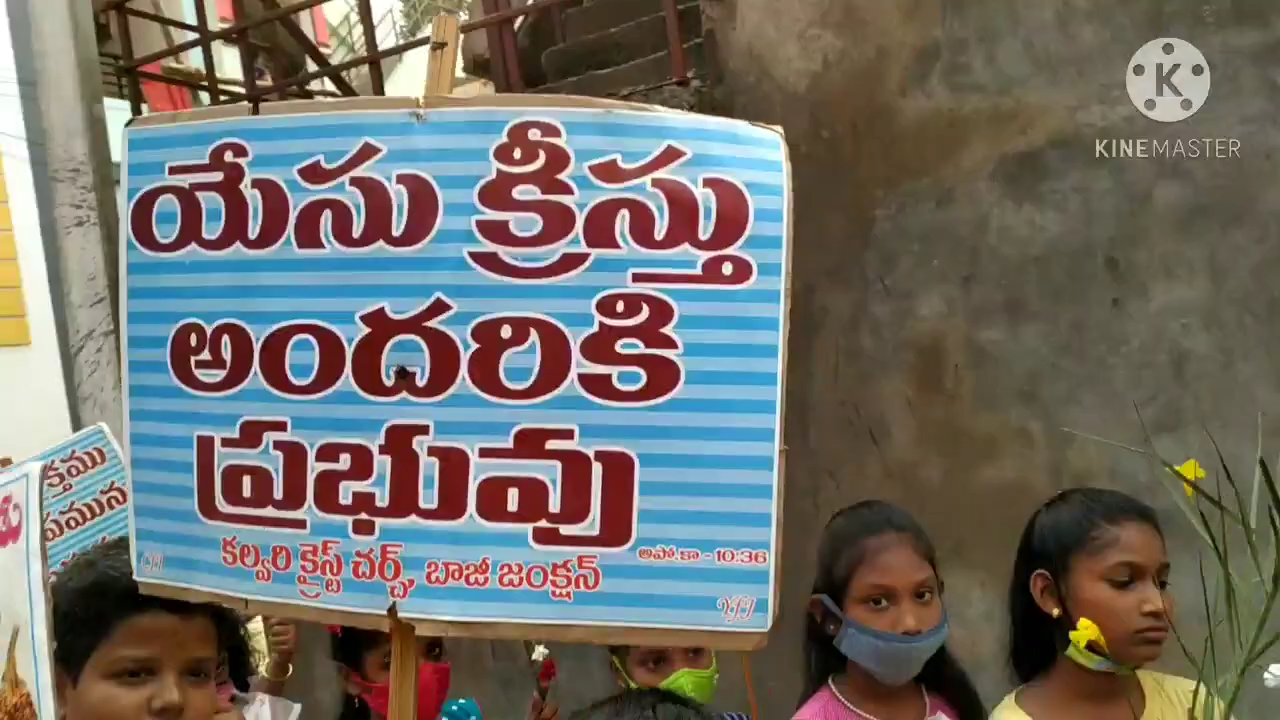 KINEMASTER
యేసు క్రీస్తు
అందరికి
ప్రభువు
అపో.కా - 10:36
కల్వరి క్రైస్ట్ చర్చ్, బాజీ జంక్షన్